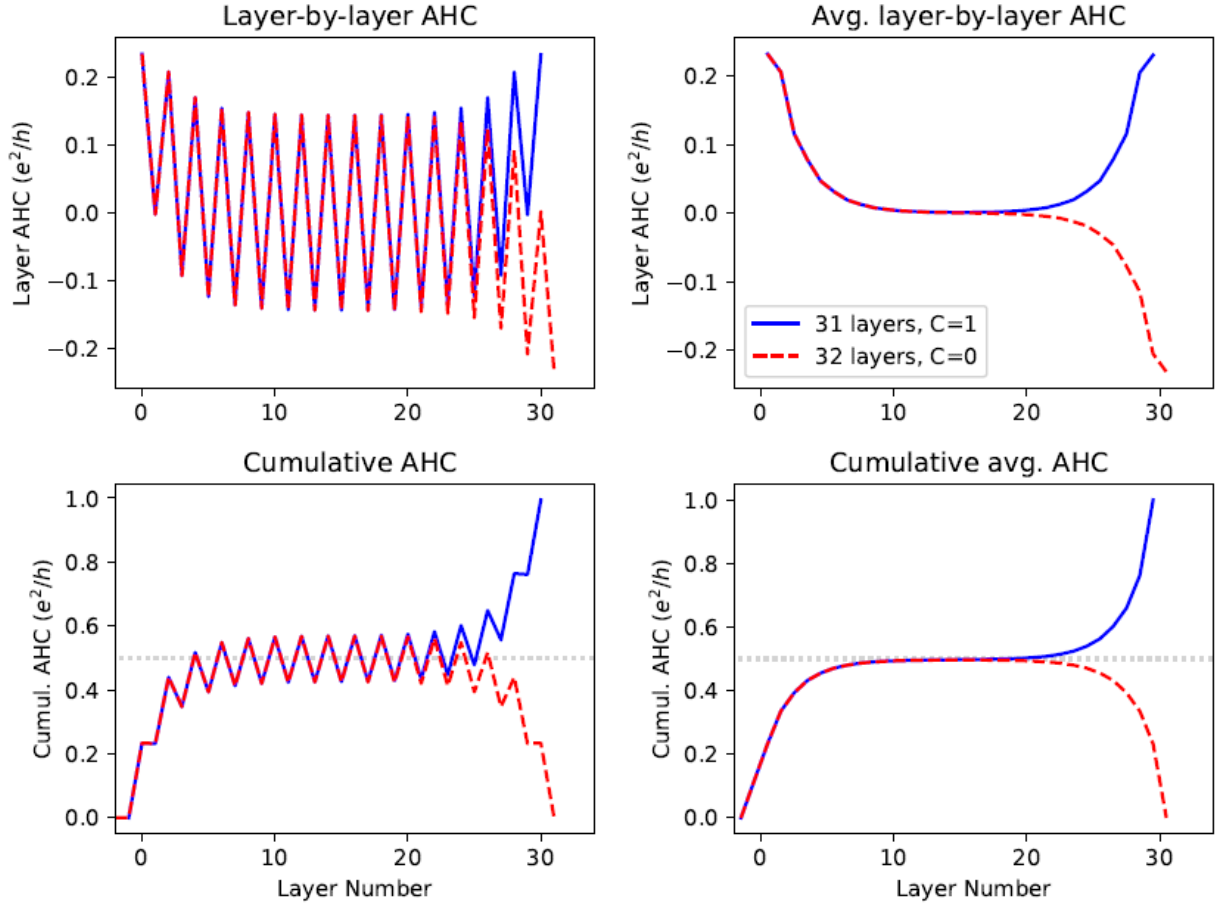 Layer-by-layer AHC
Layer AHC (e²/h)
0.2
0.1
0.0
−0.1
−0.2
0 10 20 30
Avg. layer-by-layer AHC
Layer AHC (e²/h)
0.2
0.1
0.0
−0.1
−0.2
31 layers, C=1
32 layers, C=0
0 10 20 30
Cumulative AHC
Cumul. AHC (e²/h)
1.0
0.8
0.6
0.4
0.2
0.0
0 10 20 30
Layer Number
Cumulative avg. AHC
Cumul. AHC (e²/h)
1.0
0.8
0.6
0.4
0.2
0.0
0 10 20 30
Layer Number